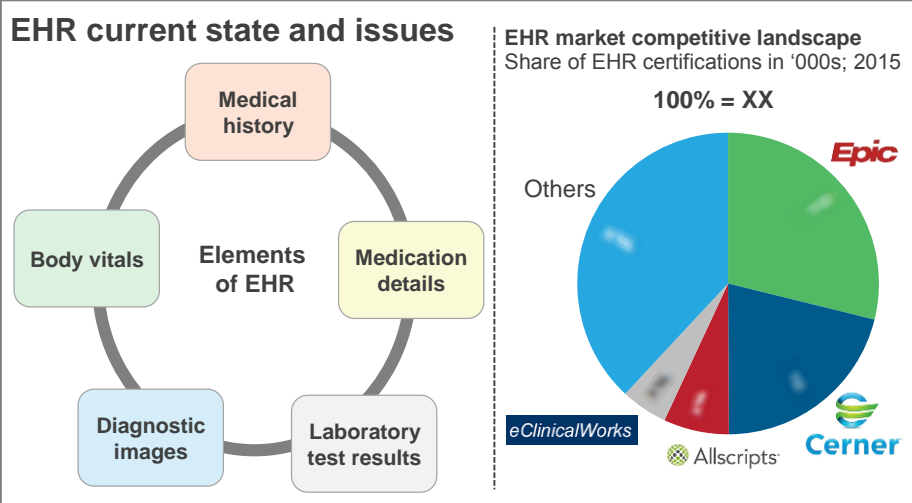 EHR current state and issues
Medical
history
Body vitals
Elements
of EHR
Medication
details
Diagnostic
images
Laboratory
test results
EHR market competitive landscape
Share of EHR certifications in ‘000s; 2015
100% = XX
Epic
Others
eClinicalWorks
Allscripts
Cerner